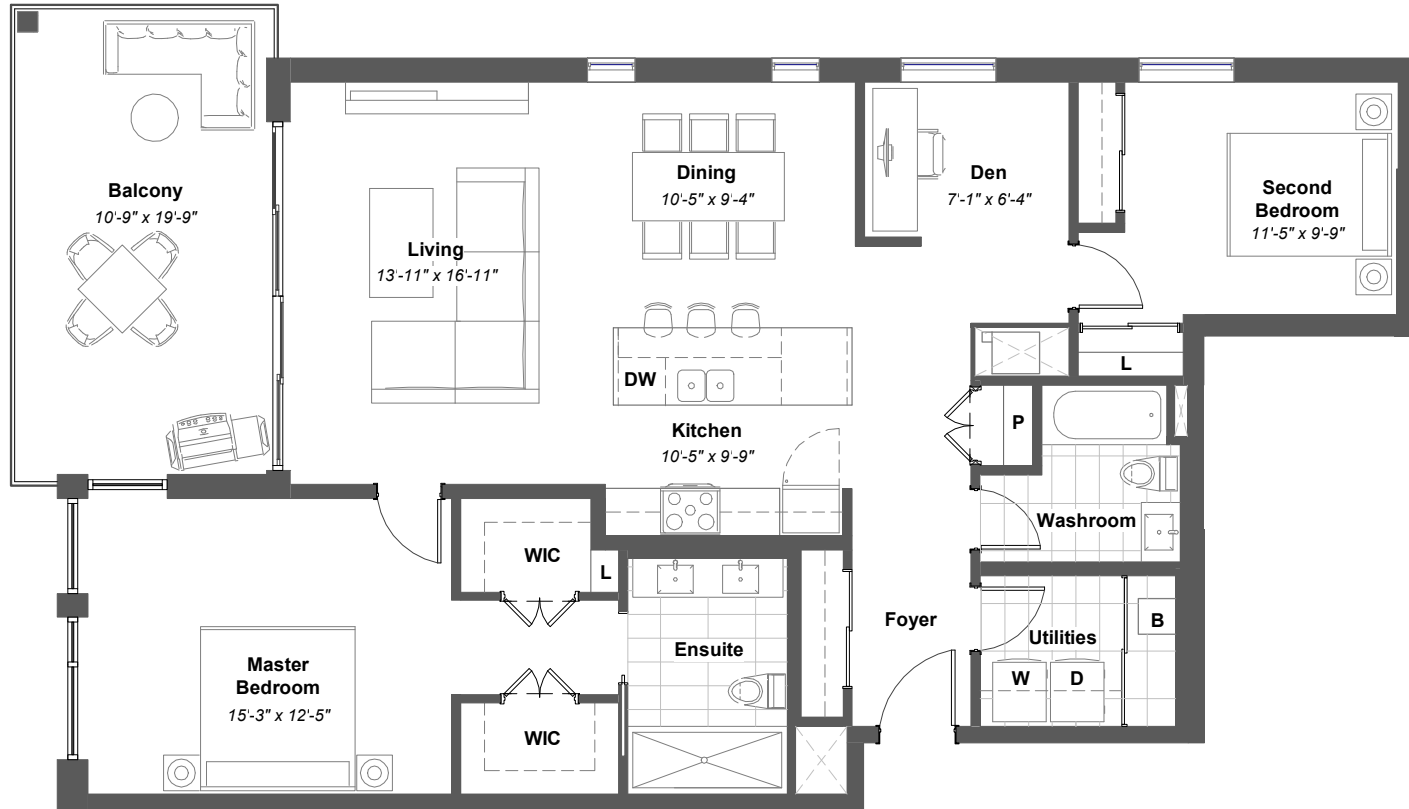 Balcony
10'-9" x 19'-9"
Living
13'-11" x 16'-11"
Dining
10'-5" x 9'-4"
Den
7'-1" x 6'-4"
Second
Bedroom
11'-5" x 9'-9"
DW
Kitchen
10'-5" x 9'-9"
L
P
Washroom
WIC
L
Foyer
Utilities
B
W
D
Ensuite
Master
Bedroom
15'-3" x 12'-5"
WIC